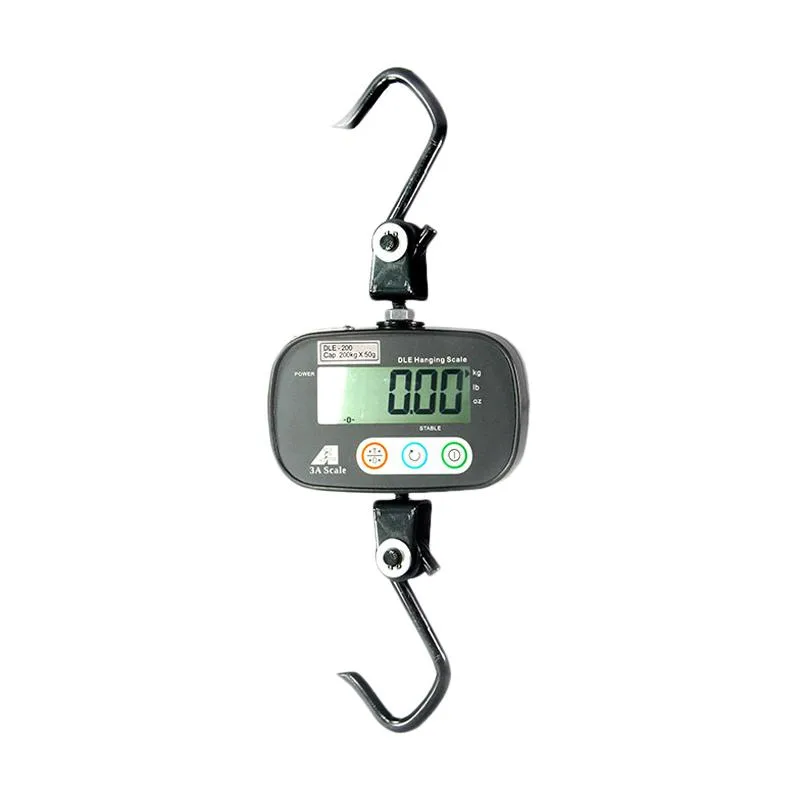 DLE - 200
Cap 200kg X 50g
DLE Hanging Scale
POWER
0.00
kg
lb
oz
-0-
STABLE
3A Scale